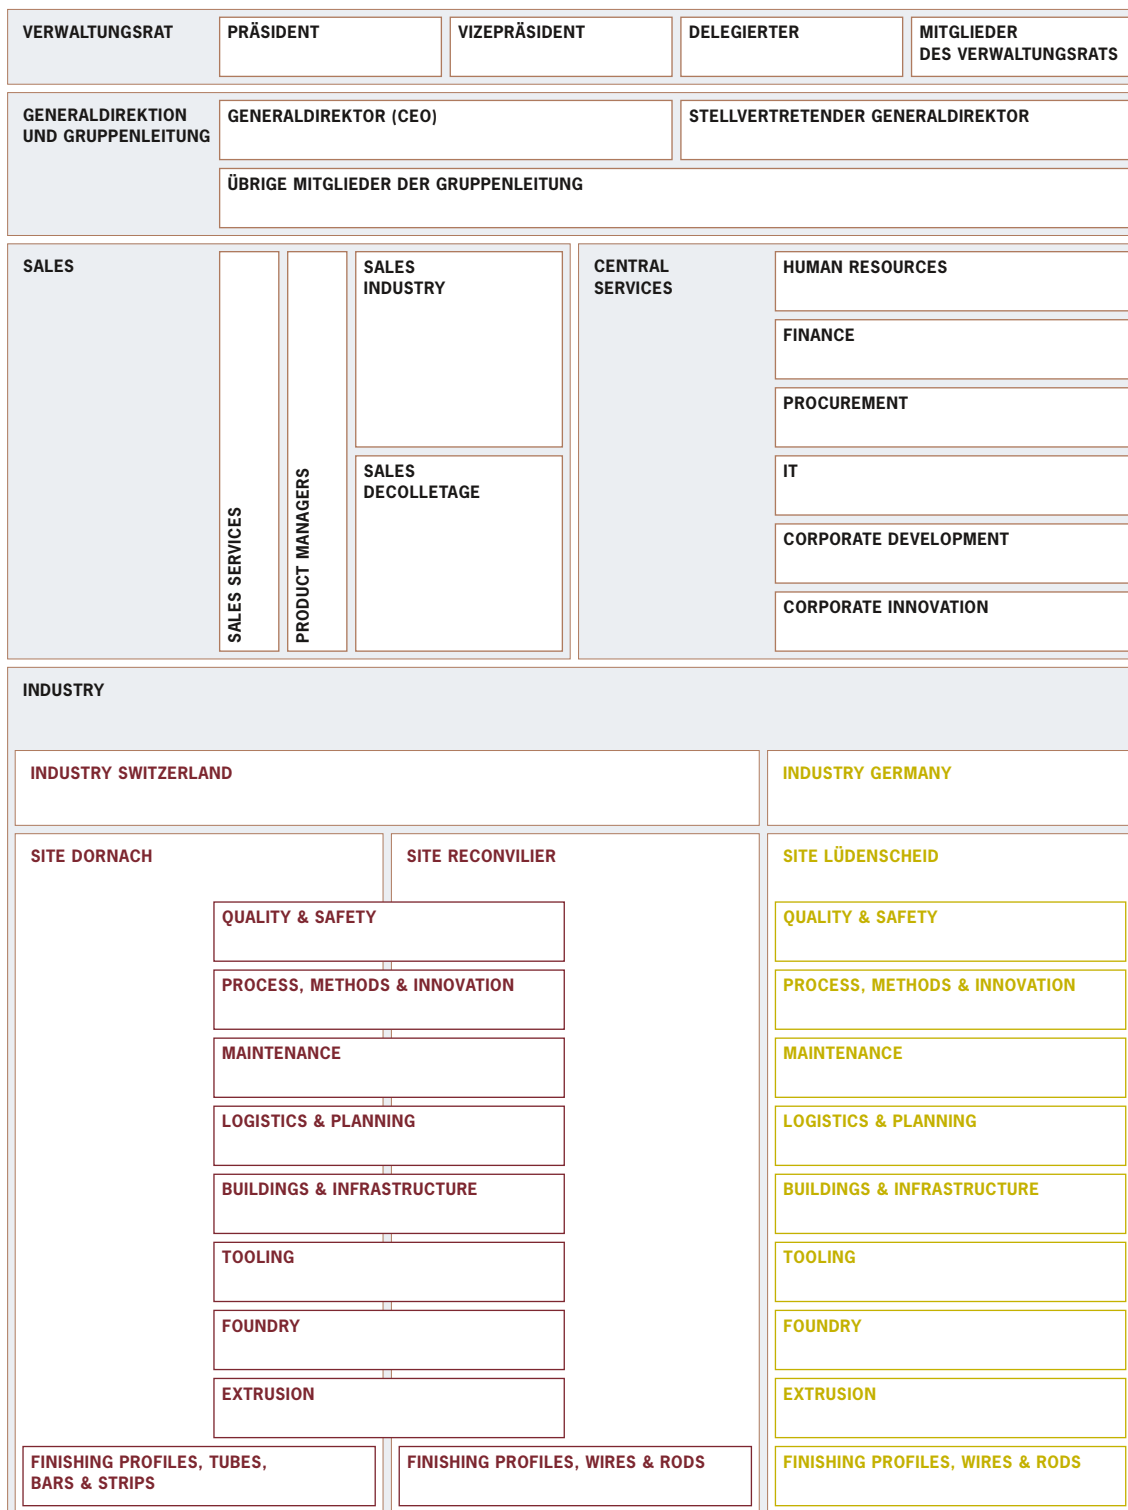 VERWALTUNGSRAT
PRÄSIDENT
VIZEPRÄSIDENT
DELEGIERTER
MITGLIEDER
DES VERWALTUNGSRATS
GENERALDIREKTION
UND GRUPPENLEITUNG
GENERALDIREKTOR (CEO)
STELLVERTRETENDER GENERALDIREKTOR
ÜBRIGE MITGLIEDER DER GRUPPENLEITUNG
SALES
SALES SERVICES
PRODUCT MANAGERS
SALES
INDUSTRY
SALES
DECOLLETAGE
CENTRAL
SERVICES
HUMAN RESOURCES
FINANCE
PROCUREMENT
IT
CORPORATE DEVELOPMENT
CORPORATE INNOVATION
INDUSTRY
INDUSTRY SWITZERLAND
SITE DORNACH
SITE RECONVILIER
QUALITY & SAFETY
PROCESS, METHODS & INNOVATION
MAINTENANCE
LOGISTICS & PLANNING
BUILDINGS & INFRASTRUCTURE
TOOLING
FOUNDRY
EXTRUSION
FINISHING PROFILES, TUBES,
BARS & STRIPS
FINISHING PROFILES, WIRES & RODS
INDUSTRY GERMANY
SITE LÜDENSCHEID
QUALITY & SAFETY
PROCESS, METHODS & INNOVATION
MAINTENANCE
LOGISTICS & PLANNING
BUILDINGS & INFRASTRUCTURE
TOOLING
FOUNDRY
EXTRUSION
FINISHING PROFILES, WIRES & RODS